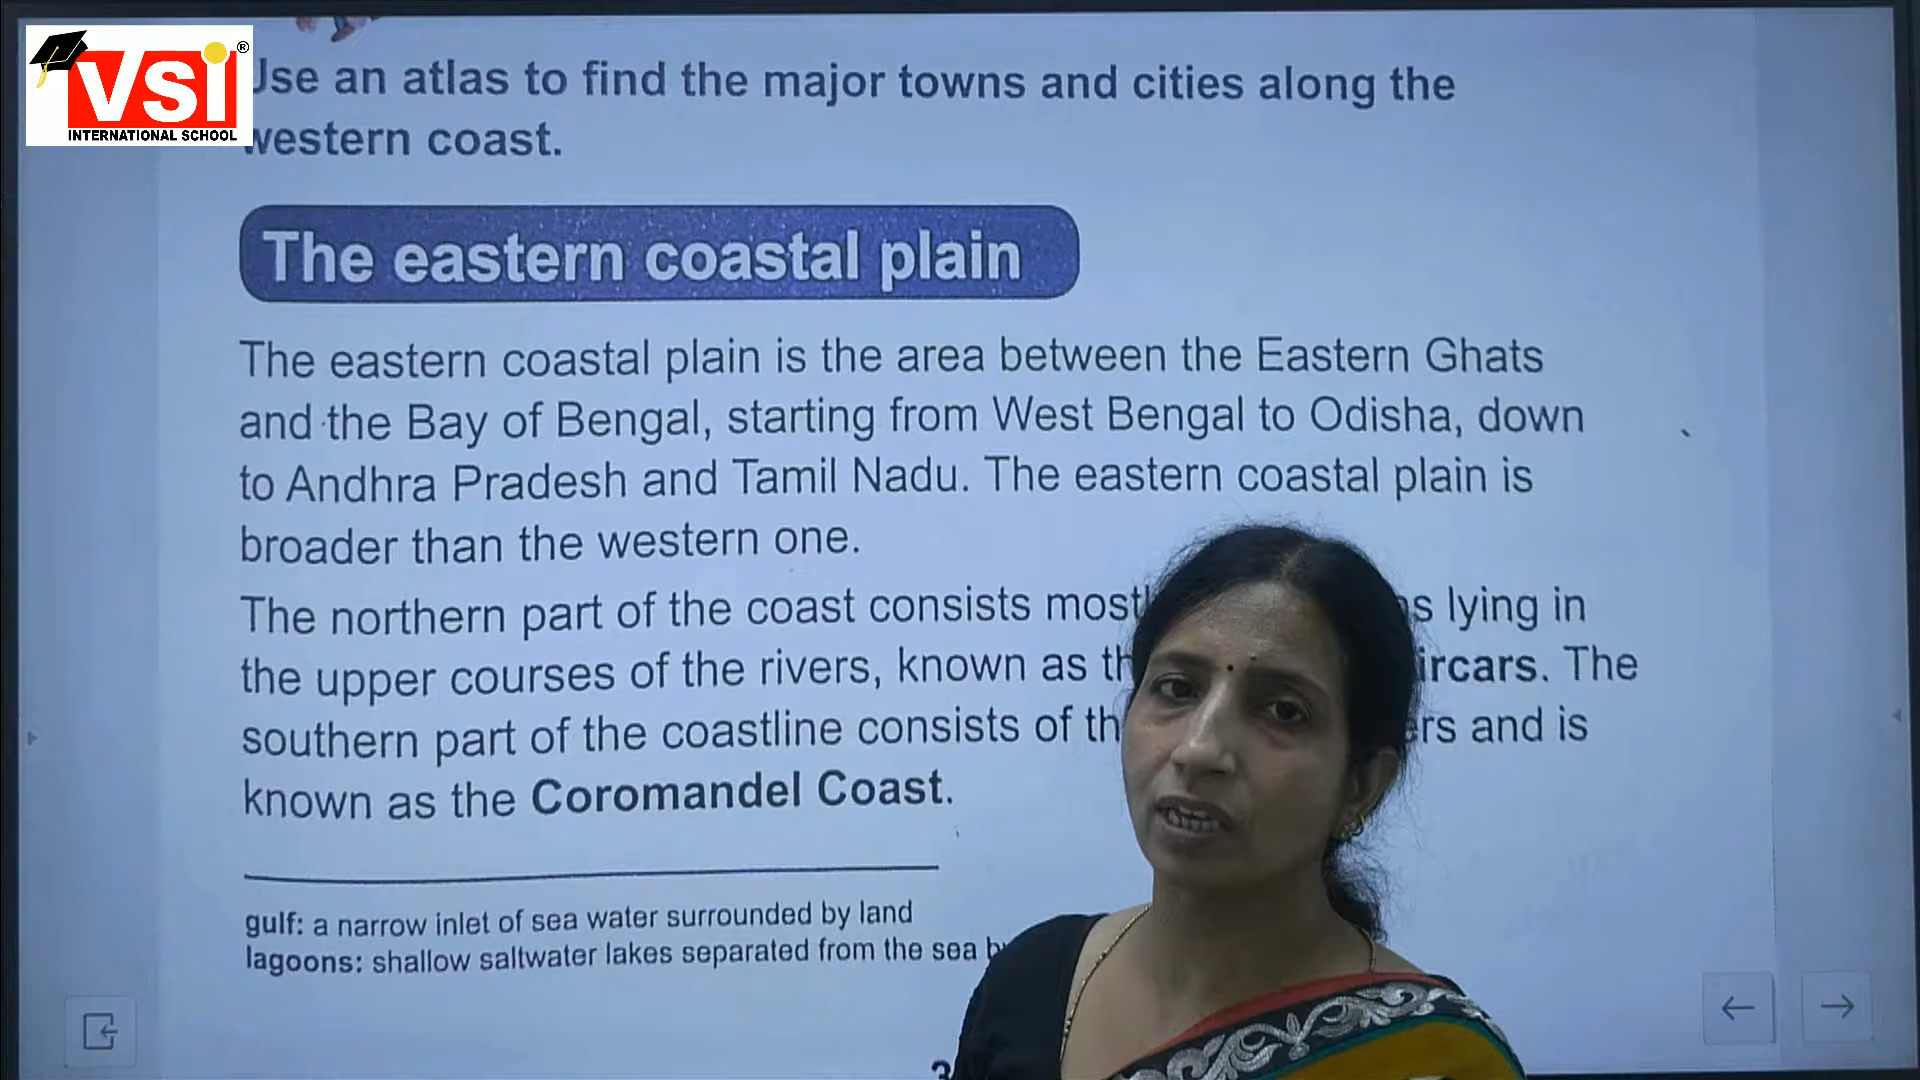 VSI
®
INTERNATIONAL SCHOOL
Use an atlas to find the major towns and cities along the
western coast.
The eastern coastal plain
The eastern coastal plain is the area between the Eastern Ghats
and the Bay of Bengal, starting from West Bengal to Odisha, down
to Andhra Pradesh and Tamil Nadu. The eastern coastal plain is
broader than the western one.
The northern part of the coast consists lying in
the upper courses of the rivers, known as The
southern part of the coastline consists of and is
known as the Coromandel Coast.
gulf: a narrow inlet of sea water surrounded by land
lagoons: shallow saltwater lakes separated from the sea